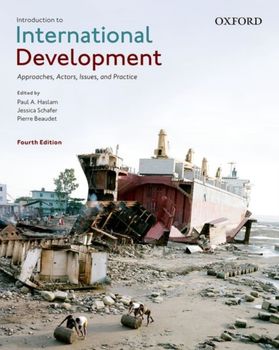 Introduction to
OXFORD
International
Development
Approaches, Actors, Issues, and Practice
Edited by
Paul A. Haslam
Jessica Schafer
Pierre Beaudet
Fourth Edition